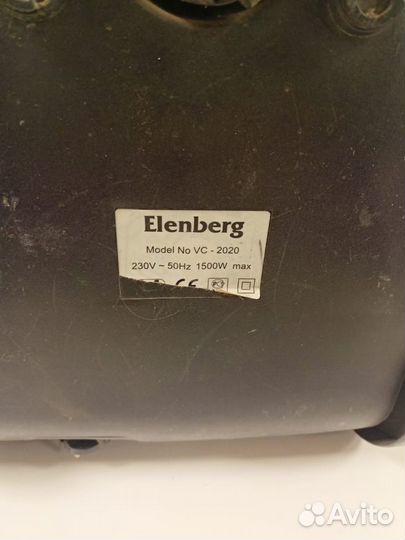 Elenberg
Model No VC - 2020
230V ~ 50Hz 1500W max
CE
Avito